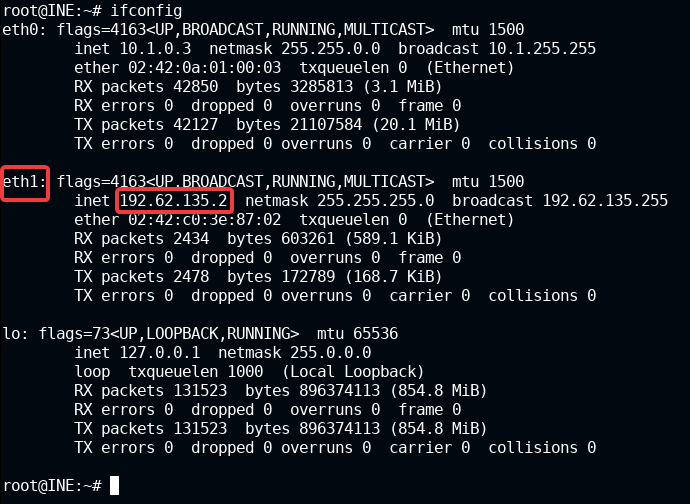 root@INE:~# ifconfig
eth0: flags=4163<UP,BROADCAST,RUNNING,MULTICAST>  mtu 1500
        inet 10.1.0.3  netmask 255.255.0.0  broadcast 10.1.255.255
        ether 02:42:0a:01:00:03  txqueuelen 0  (Ethernet)
        RX packets 42850  bytes 3285813 (3.1 MiB)
        RX errors 0  dropped 0  overruns 0  frame 0
        TX packets 42127  bytes 21107584 (20.1 MiB)
        TX errors 0  dropped 0 overruns 0  carrier 0  collisions 0

eth1: flags=4163<UP,BROADCAST,RUNNING,MULTICAST>  mtu 1500
        inet 192.62.135.2  netmask 255.255.255.0  broadcast 192.62.135.255
        ether 02:42:c0:3e:87:02  txqueuelen 0  (Ethernet)
        RX packets 2434  bytes 603261 (589.1 KiB)
        RX errors 0  dropped 0  overruns 0  frame 0
        TX packets 2478  bytes 172789 (168.7 KiB)
        TX errors 0  dropped 0 overruns 0  carrier 0  collisions 0

lo: flags=73<UP,LOOPBACK,RUNNING>  mtu 65536
        inet 127.0.0.1  netmask 255.0.0.0
        loop  txqueuelen 1000  (Local Loopback)
        RX packets 131523  bytes 896374113 (854.8 MiB)
        RX errors 0  dropped 0  overruns 0  frame 0
        TX packets 131523  bytes 896374113 (854.8 MiB)
        TX errors 0  dropped 0 overruns 0  carrier 0  collisions 0

root@INE:~#